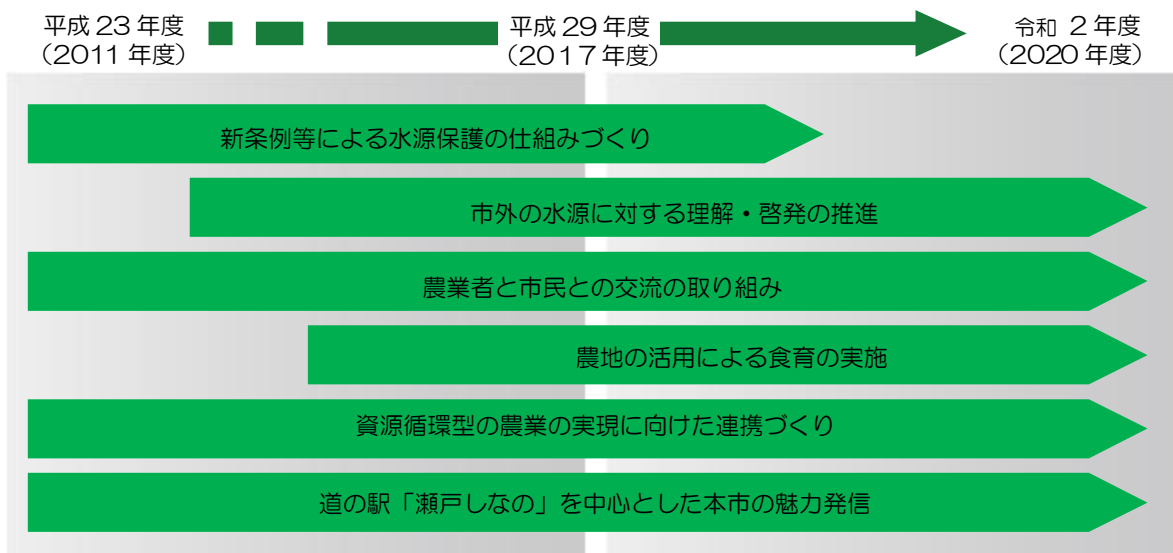 平成 23 年度
（2011 年度）
平成 29 年度
（2017 年度）
令和 2 年度
（2020 年度）
新条例等による水源保護の仕組みづくり
市外の水源に対する理解・啓発の推進
農業者と市民との交流の取り組み
農地の活用による食育の実施
資源循環型の農業の実現に向けた連携づくり
道の駅「瀬戸しなの」を中心とした本市の魅力発信